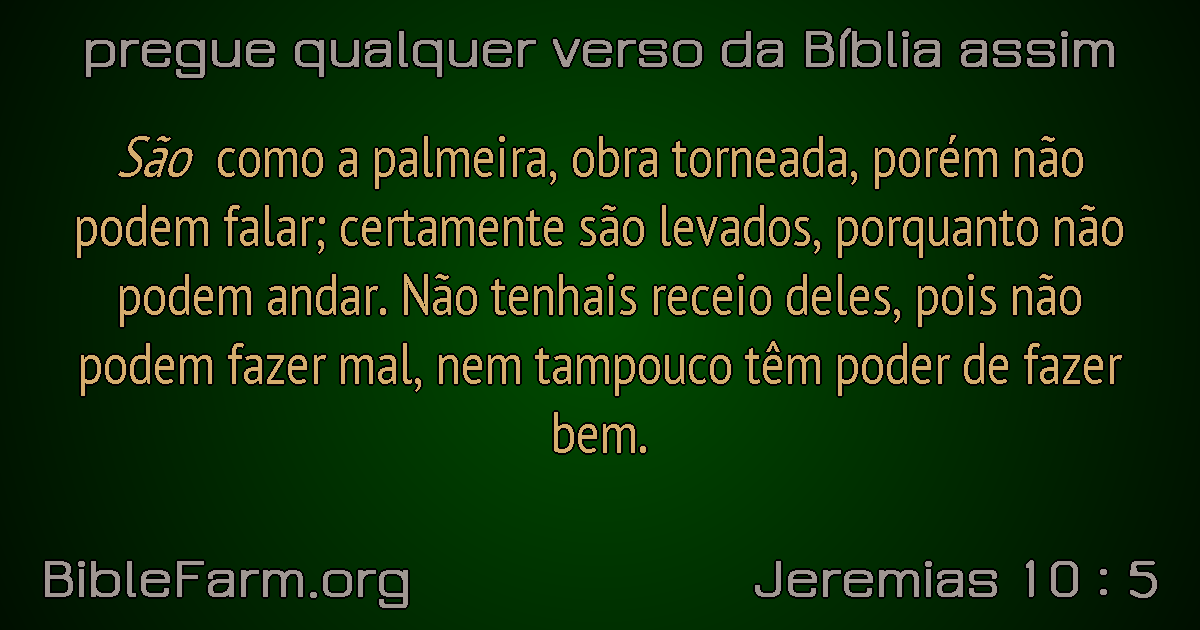 pregue qualquer verso da Bíblia assim
São como a palmeira, obra torneada, porém não
podem falar; certamente são levados, porquanto não
podem andar. Não tenhais receio deles, pois não
podem fazer mal, nem tampouco têm poder de fazer
bem.
BibleFarm.org
Jeremias 10 : 5